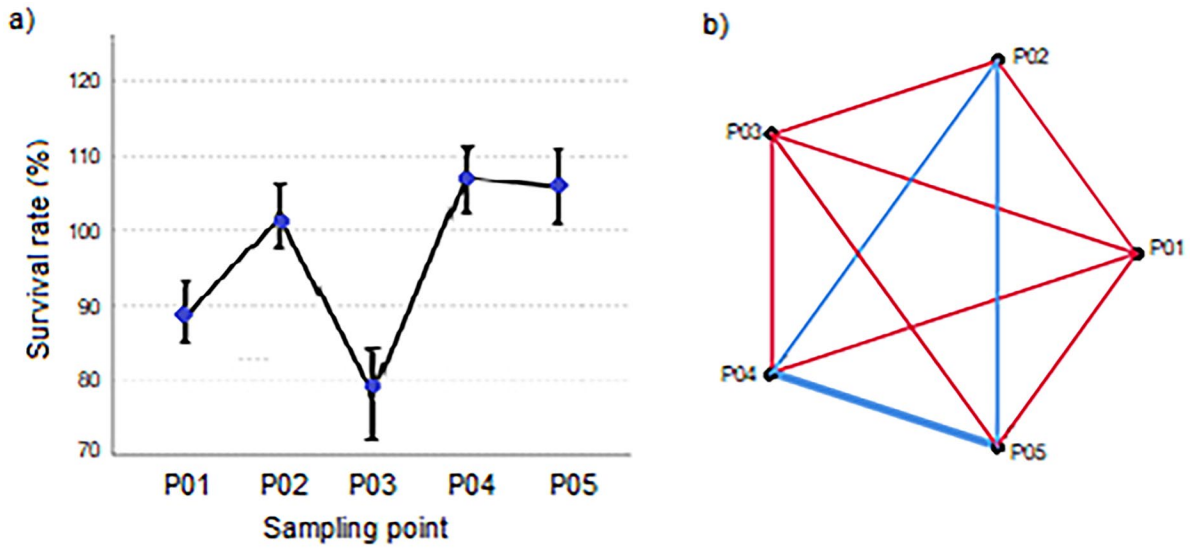 a)
120
110
100
90
80
70
Survival rate (%)
P01 P02 P03 P04 P05
Sampling point
b)
P02
P03
P01
P04
P05